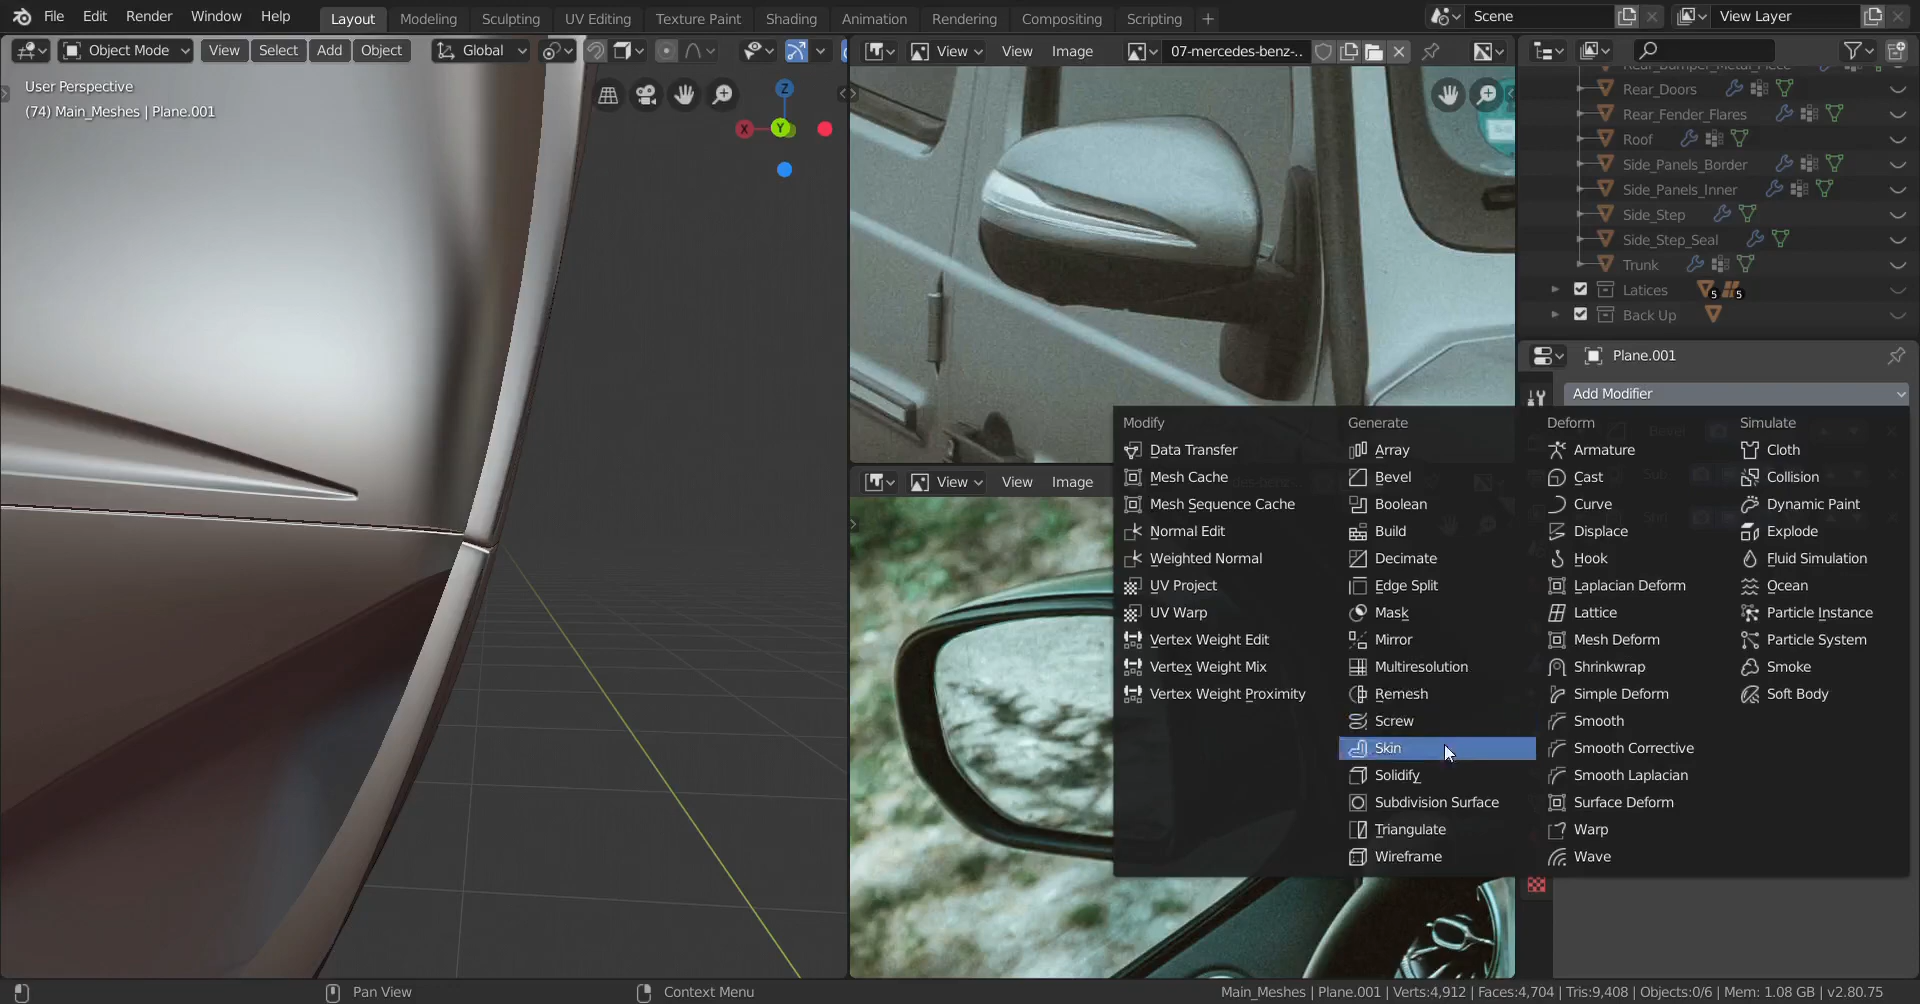 File Edit Render Window Help Layout Modeling Sculpting UV Editing Texture Paint Shading Animation Rendering Compositing Scripting + Scene View Layer
Object Mode View Select Add Object Global View View Image 07-mercedes-benz-..
User Perspective
(74) Main_Meshes | Plane.001
Z
X
Y
Rear_Bumper_Metal_Piece
Rear_Doors
Rear_Fender_Flares
Roof
Side_Panels_Border
Side_Panels_Inner
Side_Step
Side_Step_Seal
Trunk
Latices 5 5
Back Up
Plane.001
Add Modifier
View View Image
Modify
Data Transfer
Mesh Cache
Mesh Sequence Cache
Normal Edit
Weighted Normal
UV Project
UV Warp
Vertex Weight Edit
Vertex Weight Mix
Vertex Weight Proximity
Generate
Array
Bevel
Boolean
Build
Decimate
Edge Split
Mask
Mirror
Multiresolution
Remesh
Screw
Skin
Solidify
Subdivision Surface
Triangulate
Wireframe
Deform
Armature
Cast
Curve
Displace
Hook
Laplacian Deform
Lattice
Mesh Deform
Shrinkwrap
Simple Deform
Smooth
Smooth Corrective
Smooth Laplacian
Surface Deform
Warp
Wave
Simulate
Cloth
Collision
Dynamic Paint
Explode
Fluid Simulation
Ocean
Particle Instance
Particle System
Smoke
Soft Body
Pan View Context Menu Main_Meshes | Plane.001 | Verts:4,912 | Faces:4,704 | Tris:9,408 | Objects:0/6 | Mem: 1.08 GB | v2.80.75